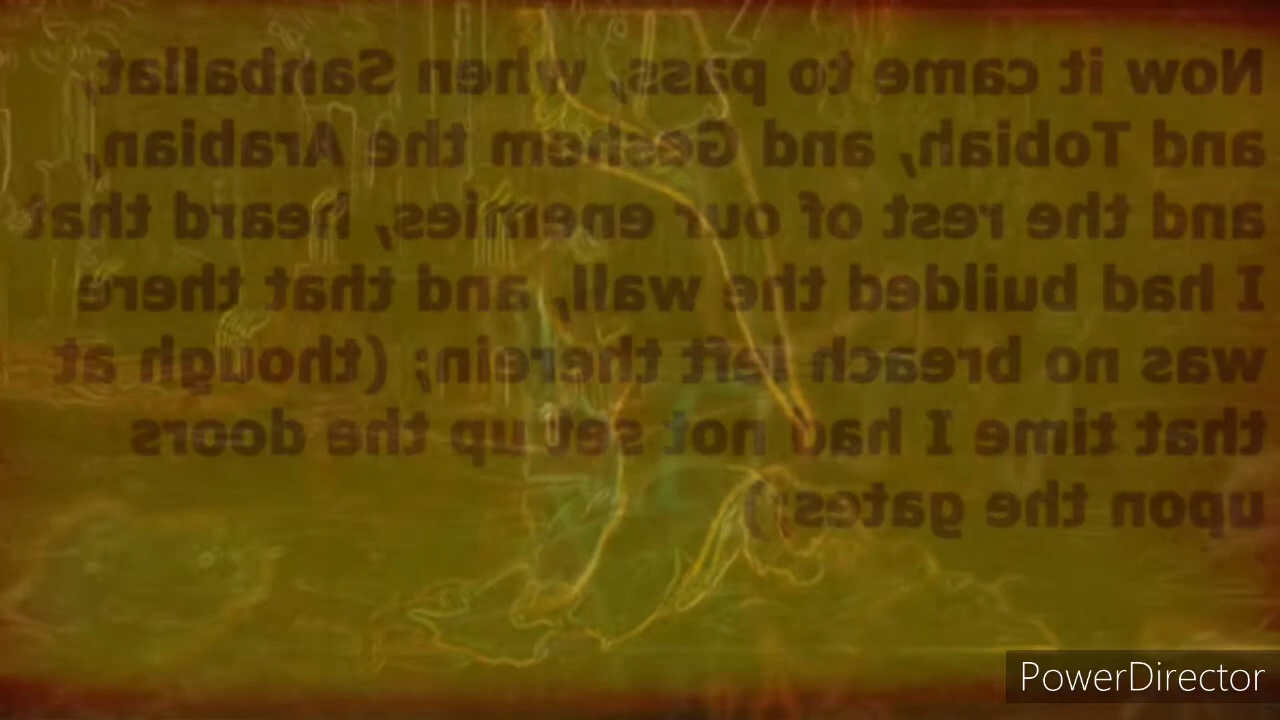 Now it came to pass, when Sanballat,
and Tobiah, and Geshem the Arabian,
and the rest of our enemies, heard that
I had builded the wall, and that there
was no breach left therein; (though at
that time I had not set up the doors
upon the gates;)
PowerDirector